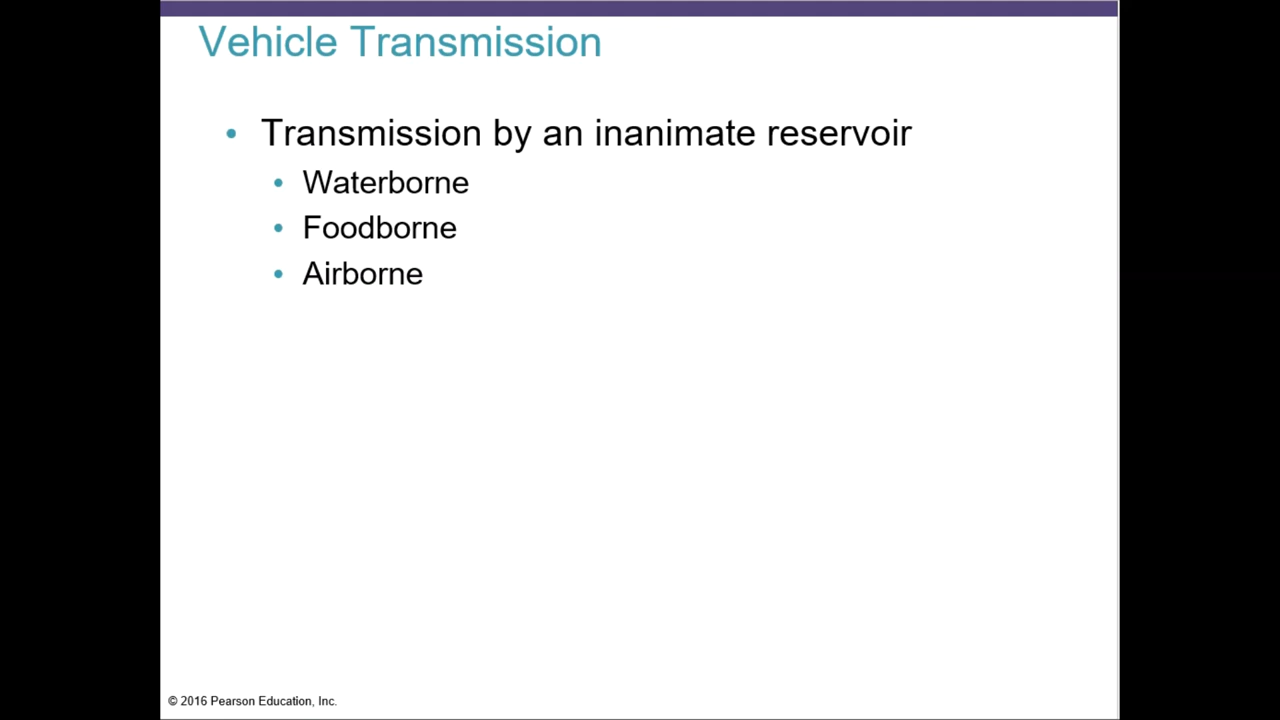 Vehicle Transmission
• Transmission by an inanimate reservoir
• Waterborne
• Foodborne
• Airborne
© 2016 Pearson Education, Inc.